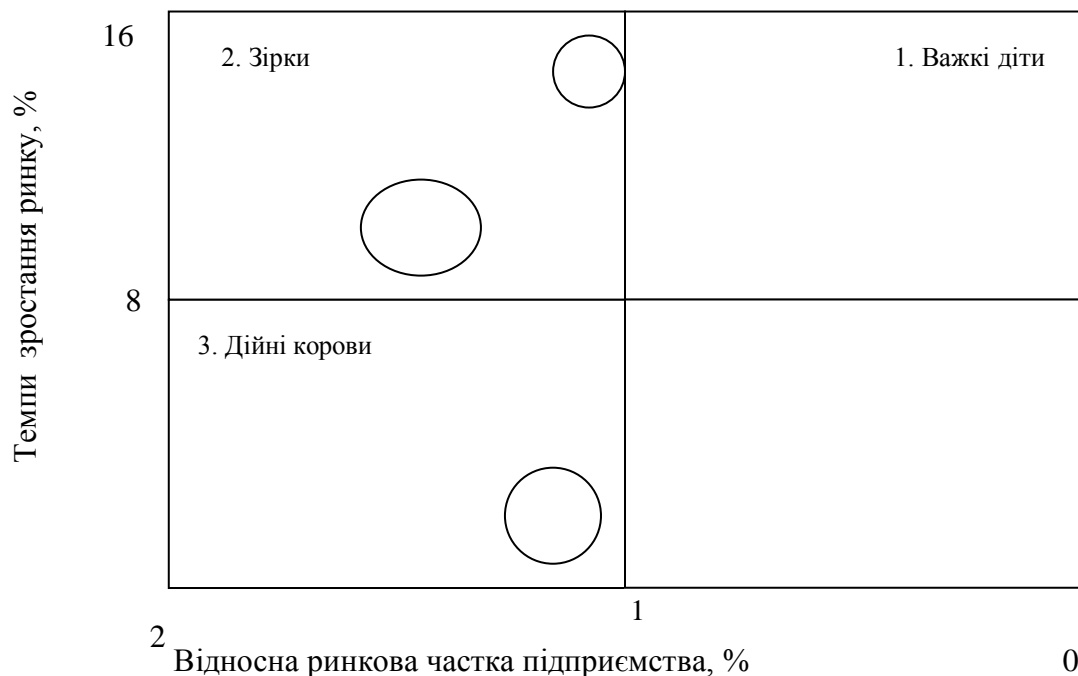 16
2. Зірки
1. Важкі діти
Темпи зростання ринку, %
8
3. Дійні корови
1
2
Відносна ринкова частка підприємства, %
0